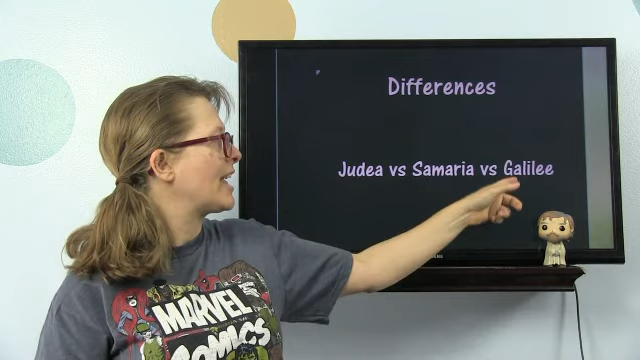 Differences
Judea vs Samaria vs Galilee
MARVEL
COMICS